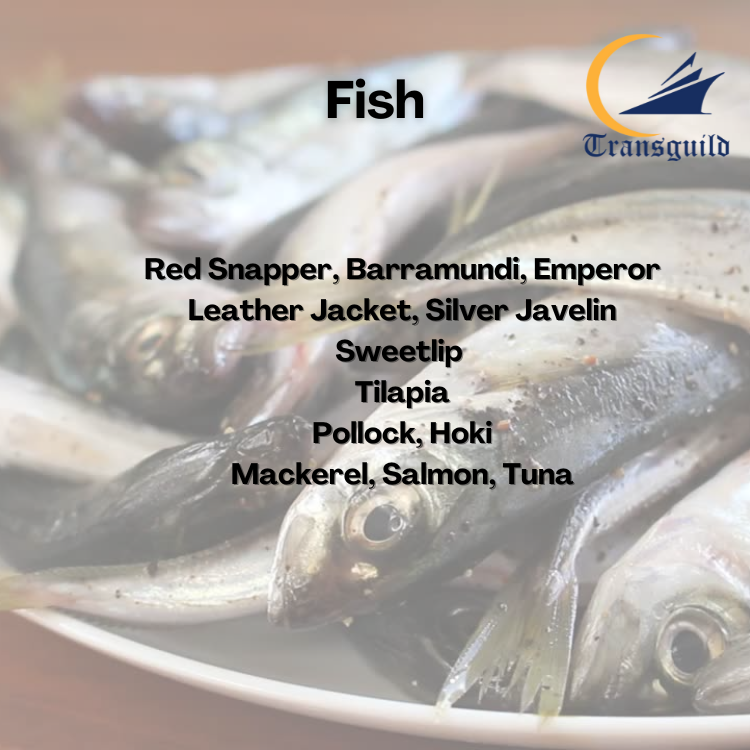 Fish
Transguild
Red Snapper, Barramundi, Emperor
Leather Jacket, Silver Javelin
Sweetlip
Tilapia
Pollock, Hoki
Mackerel, Salmon, Tuna